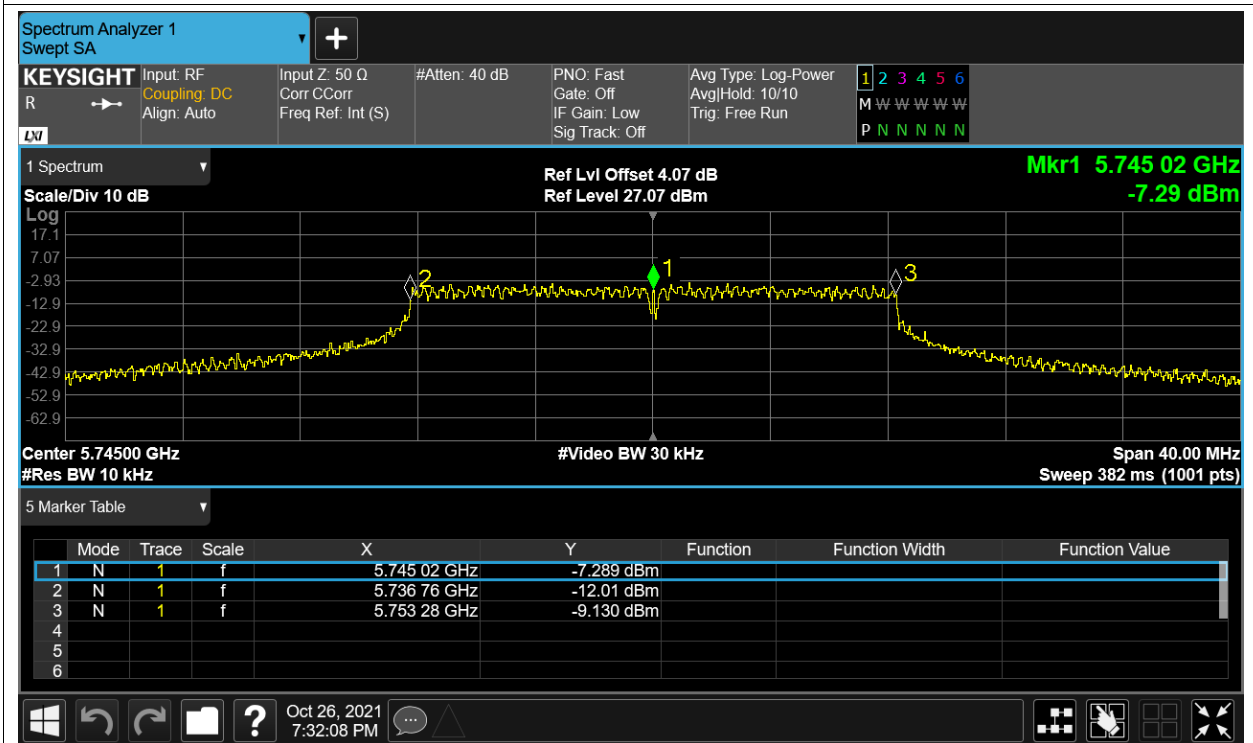 Spectrum Analyzer 1
Swept SA
KEYSIGHT Input: RF Input Z: 50 Ω #Atten: 40 dB PNO: Fast Avg Type: Log-Power 1 2 3 4 5 6
R Coupling: DC Corr CCorr Gate: Off Avg|Hold: 10/10 M W W W W W
Align: Auto Freq Ref: Int (S) IF Gain: Low Trig: Free Run
LXI Sig Track: Off P N N N N N
1 Spectrum
Ref Lvl Offset 4.07 dB Mkr1 5.745 02 GHz
Scale/Div 10 dB Ref Level 27.07 dBm -7.29 dBm
Log
17.1
7.07
-2.93
-12.9
-22.9
-32.9
-42.9
-52.9
-62.9
2
1
3
Center 5.74500 GHz #Video BW 30 kHz Span 40.00 MHz
#Res BW 10 kHz Sweep 382 ms (1001 pts)
5 Marker Table
Mode Trace Scale X Y Function Function Width Function Value
1 N 1 f 5.745 02 GHz -7.289 dBm
2 N 1 f 5.736 76 GHz -12.01 dBm
3 N 1 f 5.753 28 GHz -9.130 dBm
4
5
6
? Oct 26, 2021
7:32:08 PM